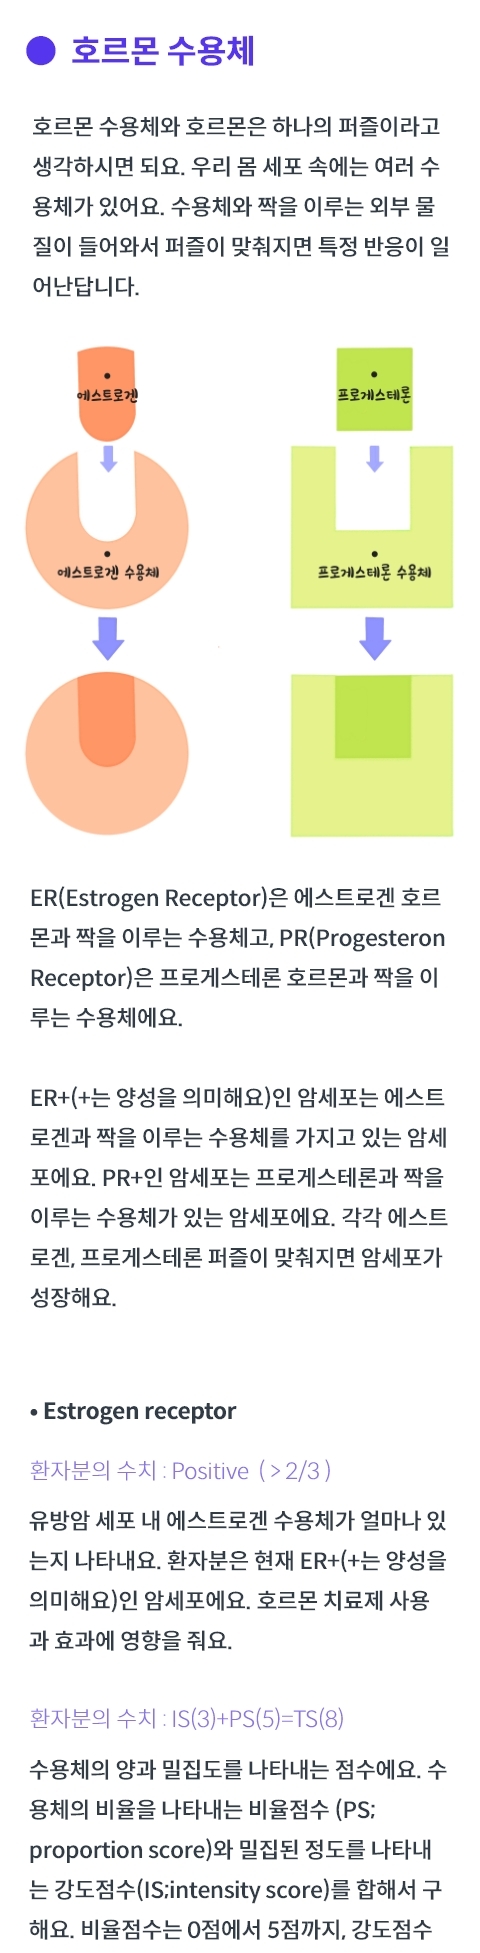 호르몬 수용체
호르몬 수용체와 호르몬은 하나의 퍼즐이라고
생각하시면 되요. 우리 몸 세포 속에는 여러 수
용체가 있어요. 수용체와 짝을 이루는 외부 물
질이 들어와서 퍼즐이 맞춰지면 특정 반응이 일
어난답니다.
에스트로겐
프로게스테론
에스트로겐 수용체
프로게스테론 수용체
ER(Estrogen Receptor)은 에스트로겐 호르
몬과 짝을 이루는 수용체고, PR(Progesteron
Receptor)은 프로게스테론 호르몬과 짝을 이
루는 수용체에요.
ER+(+는 양성을 의미해요)인 암세포는 에스트
로겐과 짝을 이루는 수용체를 가지고 있는 암세
포에요. PR+인 암세포는 프로게스테론과 짝을
이루는 수용체가 있는 암세포에요. 각각 에스트
로겐, 프로게스테론 퍼즐이 맞춰지면 암세포가
성장해요.
• Estrogen receptor
환자분의 수치 : Positive ( > 2/3 )
유방암 세포 내 에스트로겐 수용체가 얼마나 있
는지 나타내요. 환자분은 현재 ER+(+는 양성을
의미해요)인 암세포에요. 호르몬 치료제 사용
과 효과에 영향을 줘요.
환자분의 수치 : IS(3)+PS(5)=TS(8)
수용체의 양과 밀집도를 나타내는 점수에요. 수
용체의 비율을 나타내는 비율점수 (PS;
proportion score)와 밀집된 정도를 나타내
는 강도점수(IS;intensity score)를 합해서 구
해요. 비율점수는 0점에서 5점까지, 강도점수